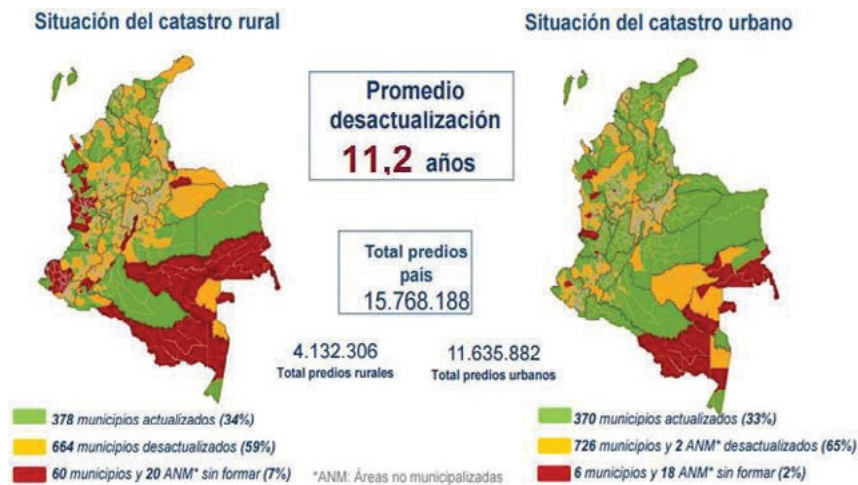 Situación del catastro rural
Situación del catastro urbano
Promedio
desactualización
11,2 años
Total predios
país
15.768.188
4.132.306
Total predios rurales
11.635.882
Total predios urbanos
378 municipios actualizados (34%)
664 municipios desactualizados (59%)
60 municipios y 20 ANM* sin formar (7%)
*ANM: Áreas no municipalizadas
370 municipios actualizados (33%)
726 municipios y 2 ANM* desactualizados (65%)
6 municipios y 18 ANM* sin formar (2%)